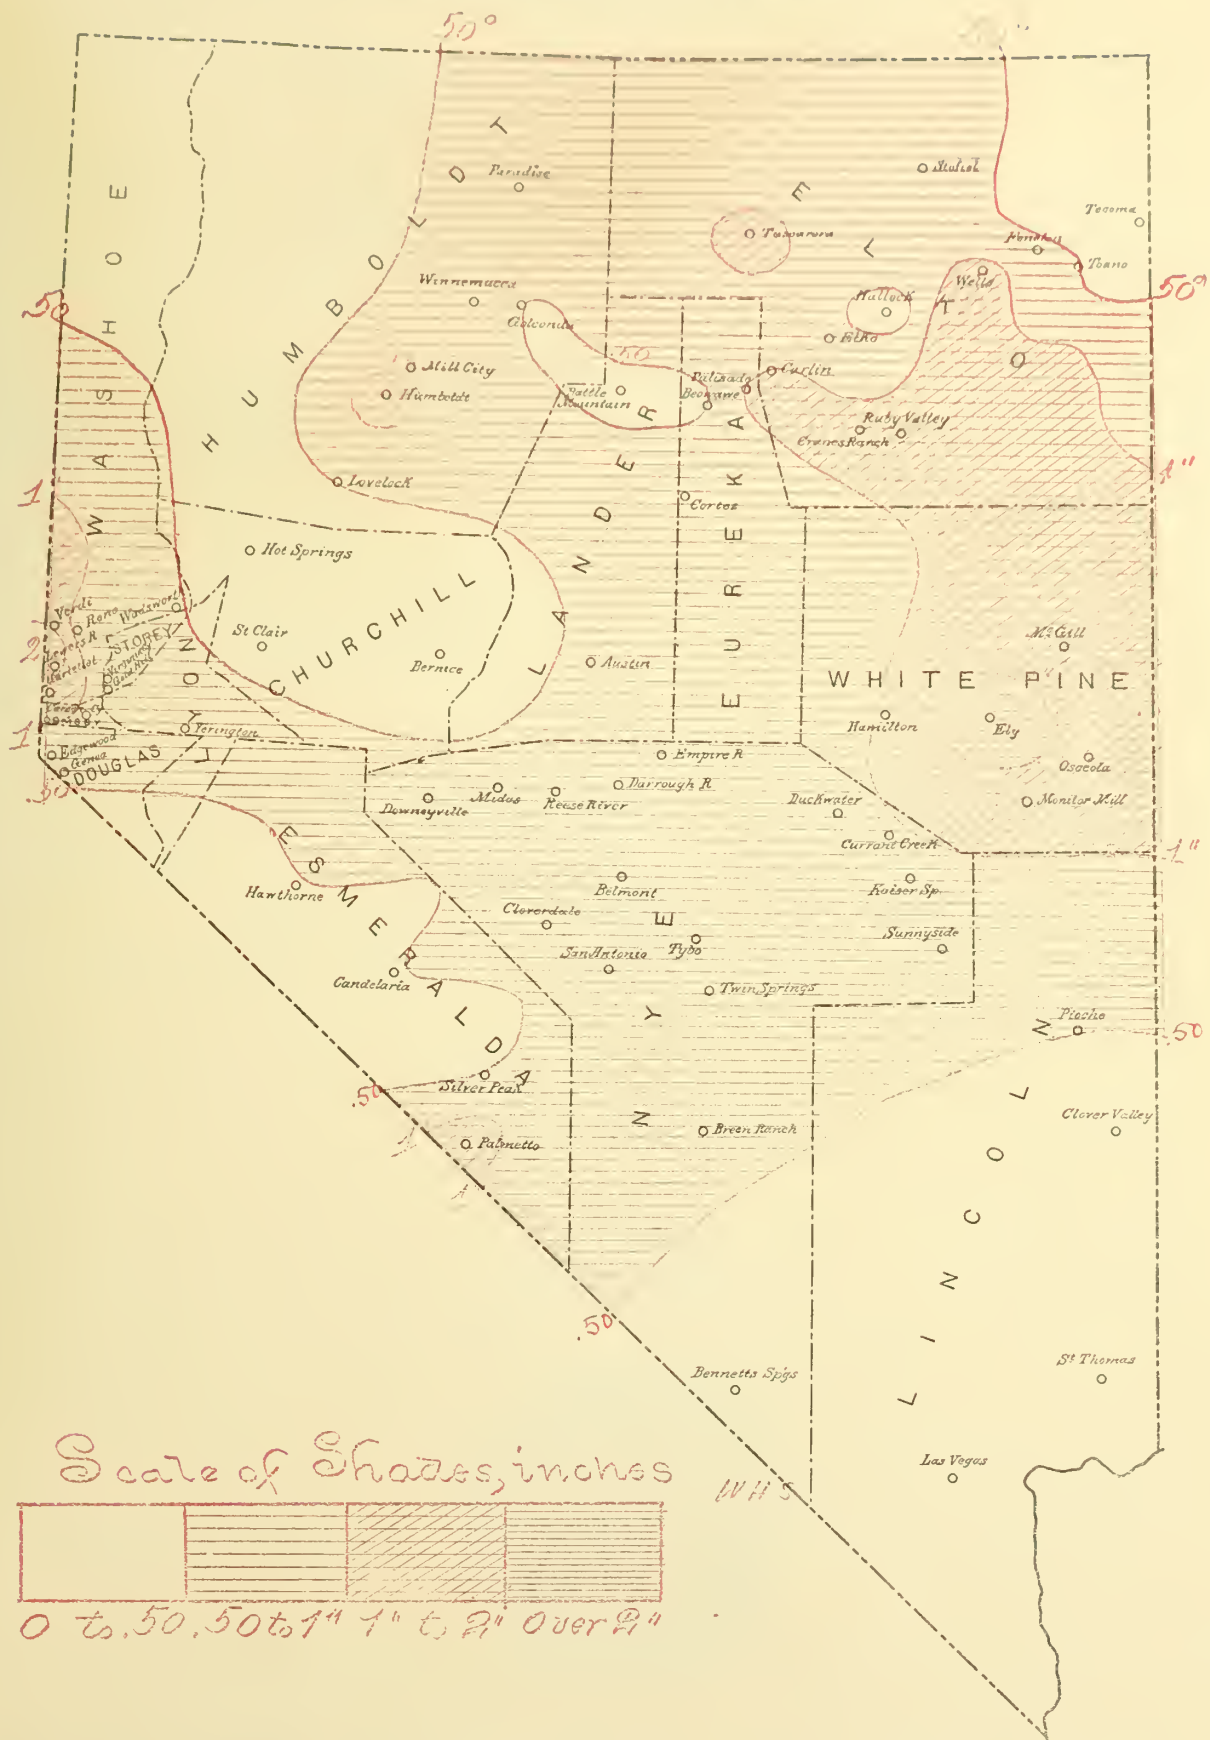 50°
50
50°
1
2
1
.50
.50
.50
1"
1"
.50
.50
1"
WASHOE
HUMBOLDT
ELKO
LANDER
EUREKA
WHITE PINE
CHURCHILL
STOREY
LYON
DOUGLAS
ESMERALDA
NYE
LINCOLN
Paradise
Tuscarora
Tecoma
Toano
Wells
Winnemucca
Golconda
Halleck
Elko
Carlin
Palisade
Beowawe
Battle
Mountain
Mill City
Humboldt
Ruby Valley
Cranes Ranch
Lovelock
Cortez
Hot Springs
Verdi
Reno
Wadsworth
St Clair
Bernice
Austin
McGill
Hamilton
Ely
Osceola
Monitor Mill
Yerington
Edgewood
Genoa
Empire R
Darrough R
Midas
Reese River
Downeyville
Duckwater
Currant Creek
Belmont
Kaiser Sp.
Hawthorne
Cloverdale
Tybo
Sunnyside
San Antonio
Candelaria
Twin Springs
Pioche
Silver Peak
Palmetto
Breen Ranch
Clover Valley
Bennetts Spgs
St Thomas
Las Vegas
Scale of Shades, inches
WHS
0 to .50 .50 to 1" 1" to 2" Over 2"